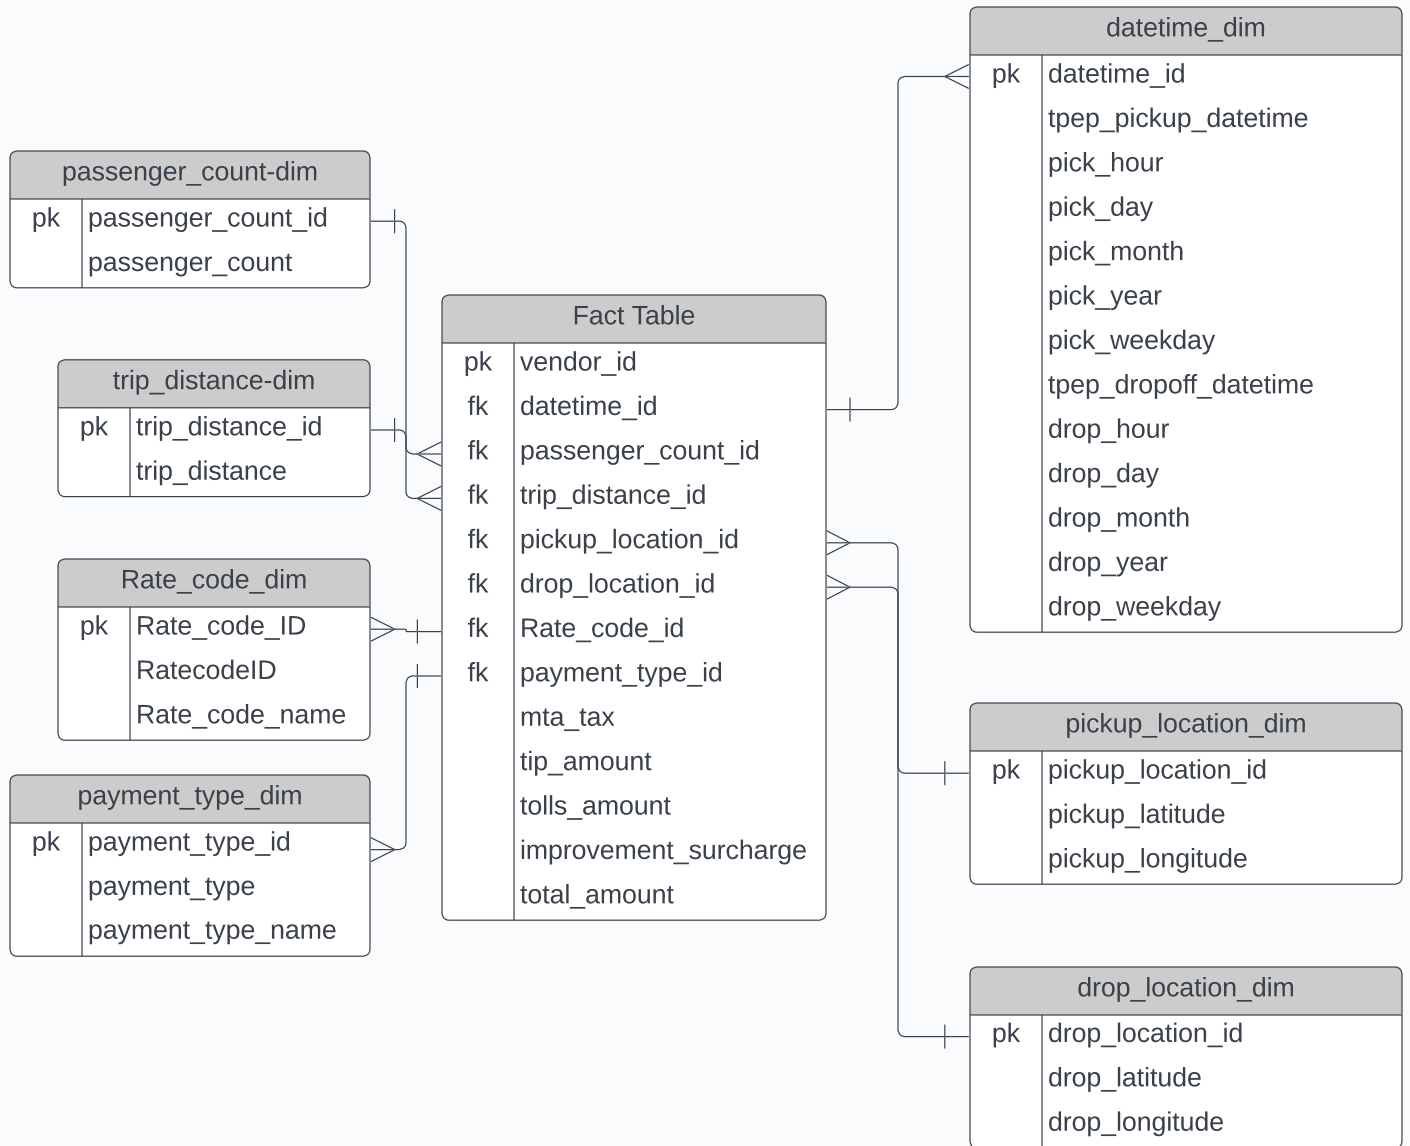 passenger_count-dim
pk passenger_count_id
passenger_count
trip_distance-dim
pk trip_distance_id
trip_distance
Rate_code_dim
pk Rate_code_ID
RatecodeID
Rate_code_name
payment_type_dim
pk payment_type_id
payment_type
payment_type_name
Fact Table
pk vendor_id
fk datetime_id
fk passenger_count_id
fk trip_distance_id
fk pickup_location_id
fk drop_location_id
fk Rate_code_id
fk payment_type_id
mta_tax
tip_amount
tolls_amount
improvement_surcharge
total_amount
datetime_dim
pk datetime_id
tpep_pickup_datetime
pick_hour
pick_day
pick_month
pick_year
pick_weekday
tpep_dropoff_datetime
drop_hour
drop_day
drop_month
drop_year
drop_weekday
pickup_location_dim
pk pickup_location_id
pickup_latitude
pickup_longitude
drop_location_dim
pk drop_location_id
drop_latitude
drop_longitude